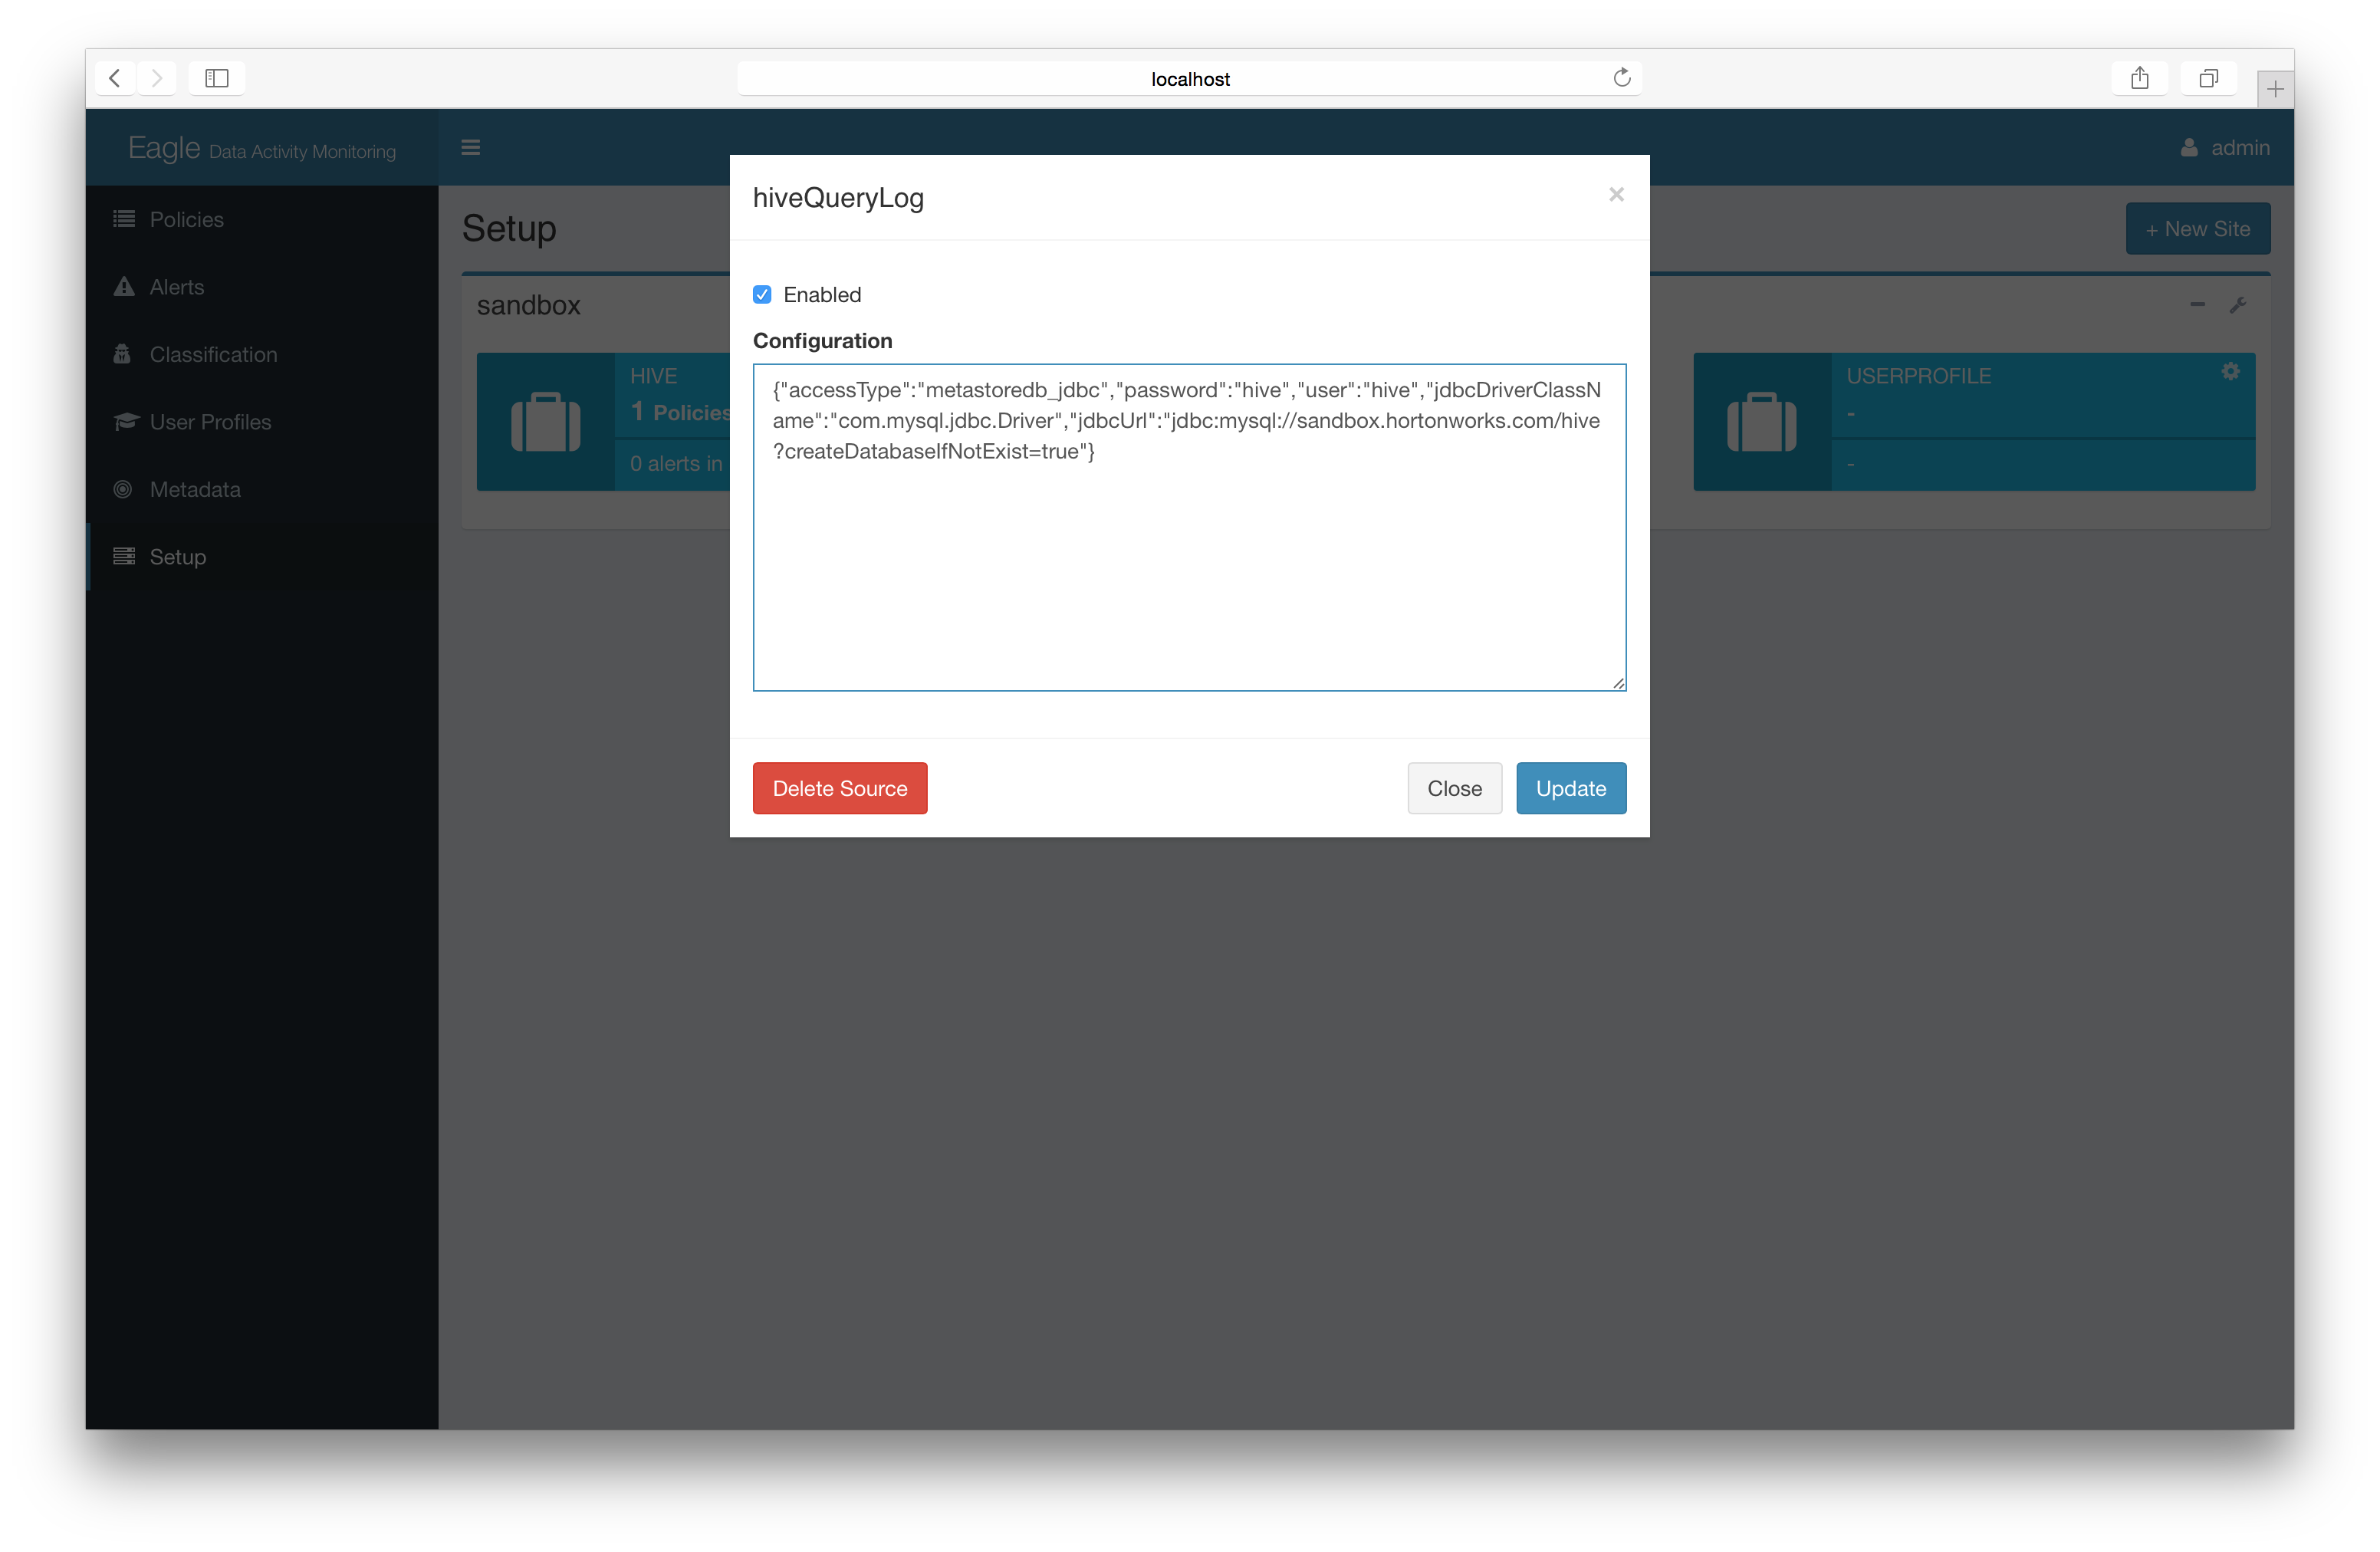 localhost
Eagle Data Activity Monitoring
admin
Policies
Alerts
Classification
User Profiles
Metadata
Setup
Setup
+ New Site
sandbox
HIVE
1 Policies
0 alerts in
USERPROFILE
-
-
hiveQueryLog
×
Enabled
Configuration
{"accessType":"metastoredb_jdbc","password":"hive","user":"hive","jdbcDriverClassN
ame":"com.mysql.jdbc.Driver","jdbcUrl":"jdbc:mysql://sandbox.hortonworks.com/hive
?createDatabaseIfNotExist=true"}
Delete Source
Close
Update